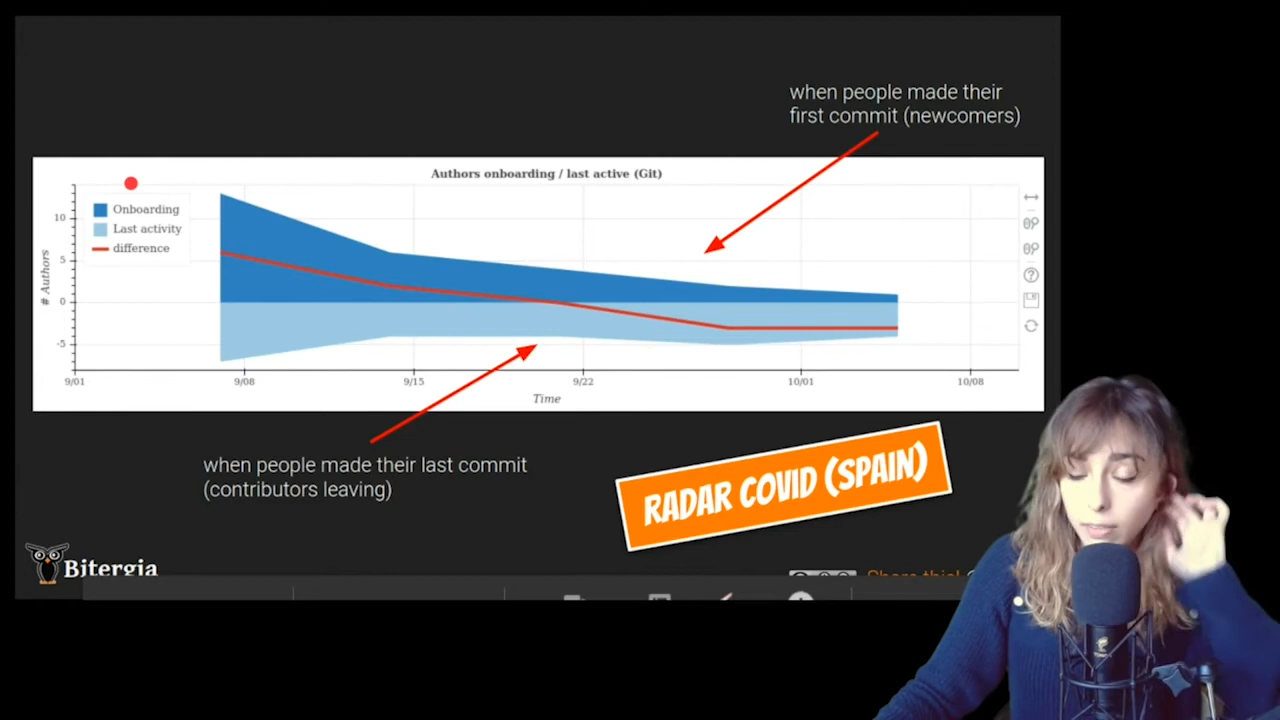 when people made their
first commit (newcomers)
Authors onboarding / last active (Git)
Onboarding
Last activity
difference
# Authors
10
5
0
-5
9/01
9/08
9/15
9/22
10/01
10/08
Time
when people made their last commit
(contributors leaving)
RADAR COVID (SPAIN)
Bitergia